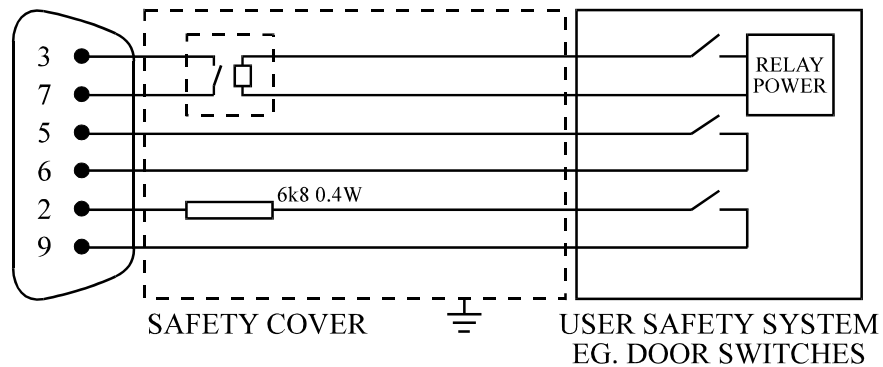 3
7
5
6
2
9
6k8 0.4W
RELAY
POWER
SAFETY COVER
USER SAFETY SYSTEM
EG. DOOR SWITCHES